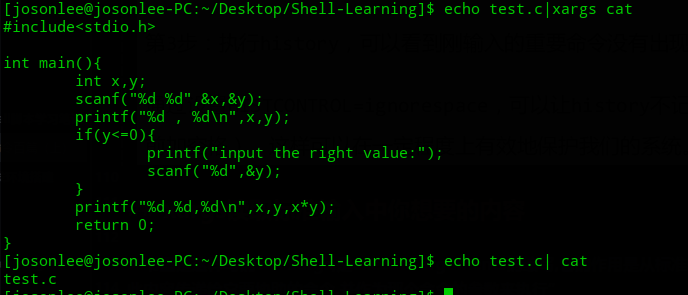 [josonlee@josonlee-PC:~/Desktop/Shell-Learning]$ echo test.c|xargs cat
#include<stdio.h>
int main(){
int x,y;
scanf("%d %d",&x,&y);
printf("%d , %d\n",x,y);
if(y<=0){
printf("input the right value:");
scanf("%d",&y);
}
printf("%d,%d,%d\n",x,y,x*y);
return 0;
}
[josonlee@josonlee-PC:~/Desktop/Shell-Learning]$ echo test.c| cat
test.c
[josonlee@josonlee-PC:~/Desktop/Shell-Learning]$